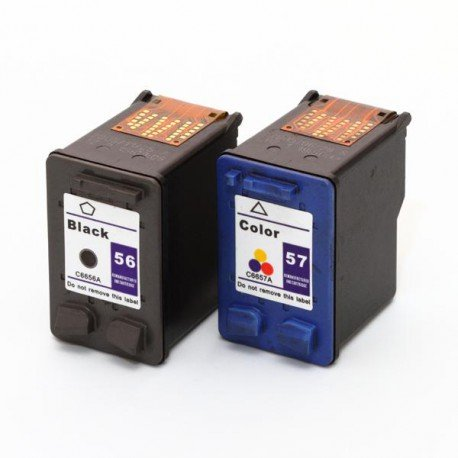 Black
56
C6656A
Do not remove this label
Color
57
C6657A
Do not remove this label